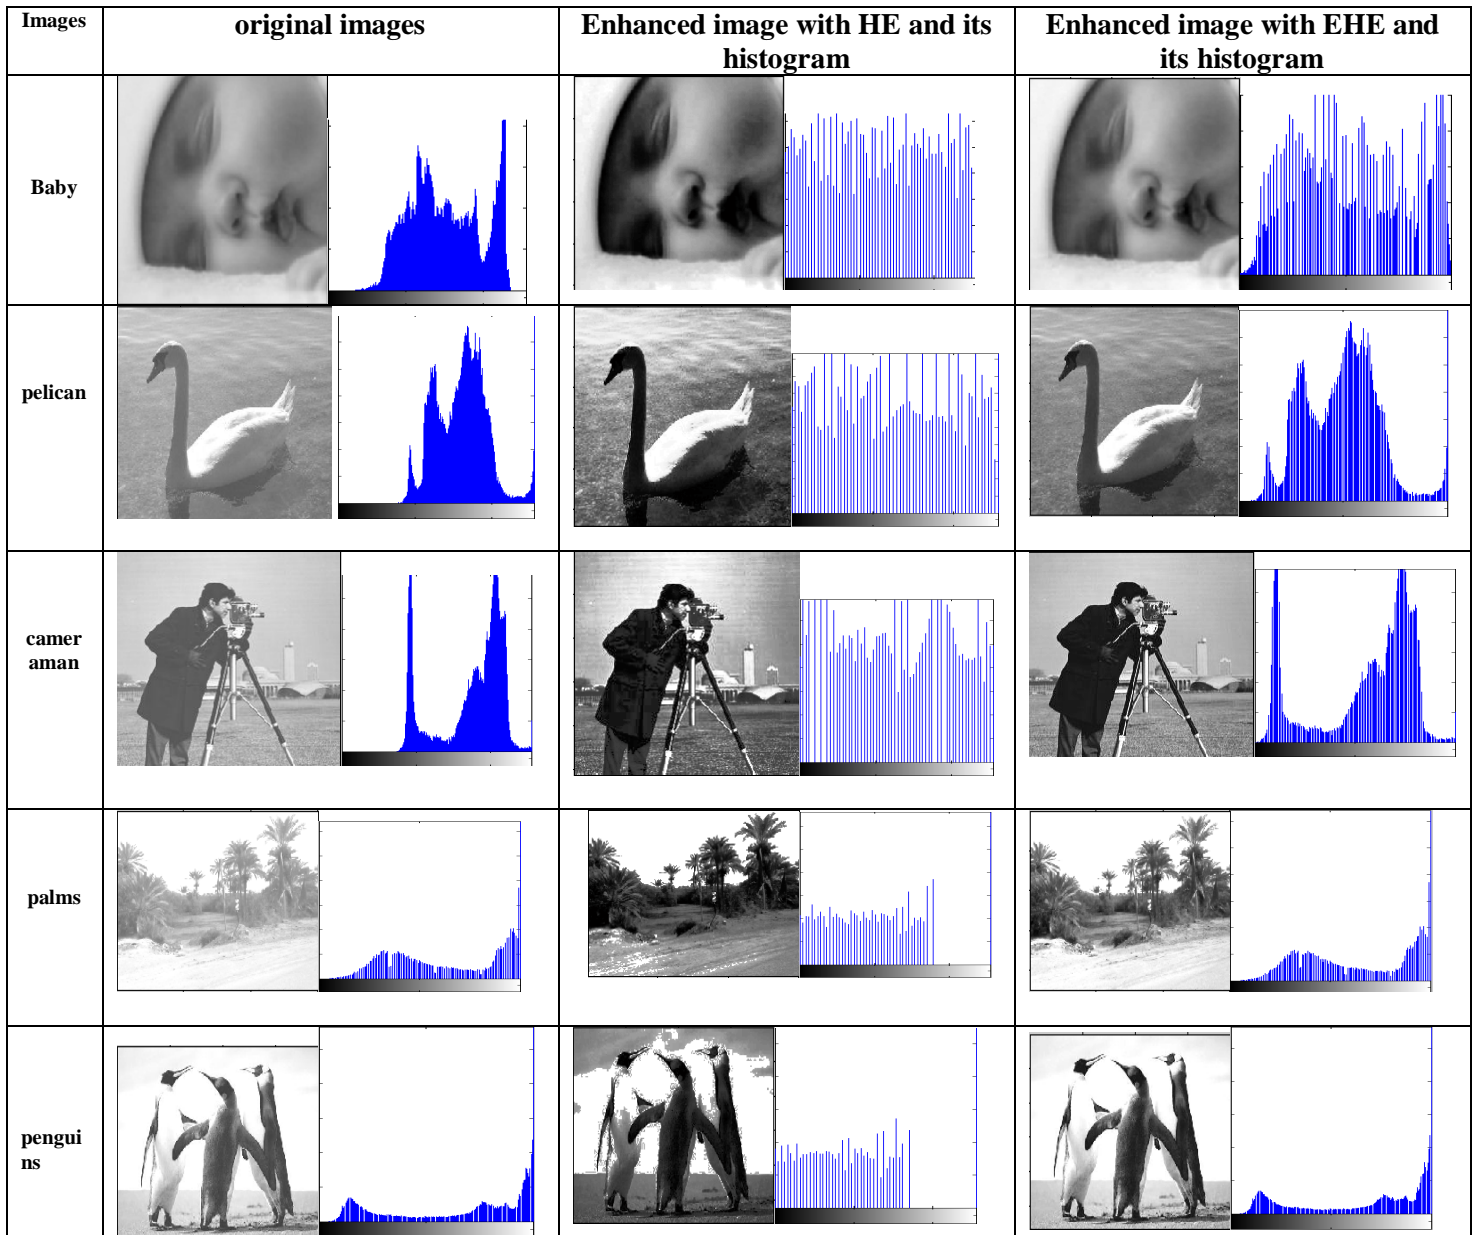 Images
original images
Enhanced image with HE and its
histogram
Enhanced image with EHE and
its histogram
Baby
pelican
camer
aman
palms
pengui
ns